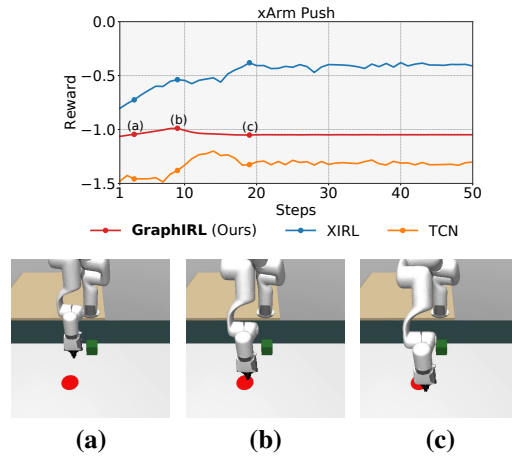 xArm Push
Reward
0.0
−0.5
−1.0
−1.5
(a)
(b)
(c)
1
10
20
30
40
50
Steps
GraphIRL (Ours)
XIRL
TCN
(a)
(b)
(c)